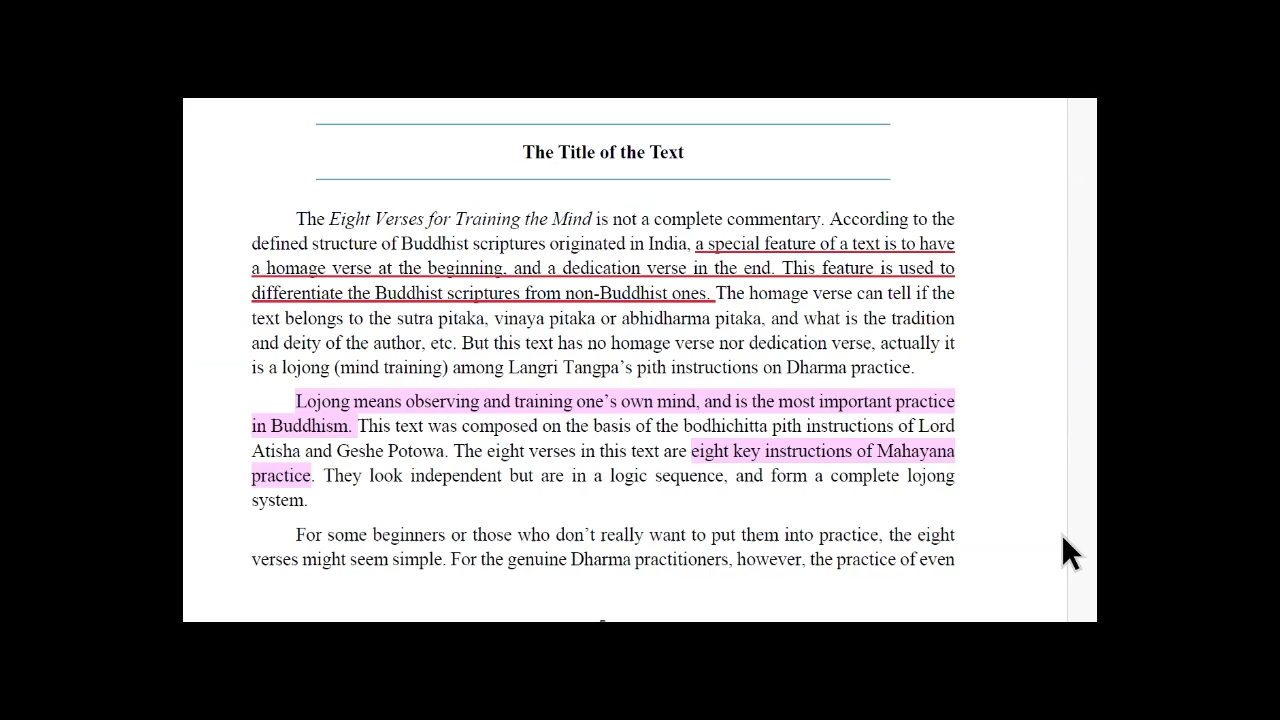 The Title of the Text
The Eight Verses for Training the Mind is not a complete commentary. According to the
defined structure of Buddhist scriptures originated in India, a special feature of a text is to have
a homage verse at the beginning, and a dedication verse in the end. This feature is used to
differentiate the Buddhist scriptures from non-Buddhist ones. The homage verse can tell if the
text belongs to the sutra pitaka, vinaya pitaka or abhidharma pitaka, and what is the tradition
and deity of the author, etc. But this text has no homage verse nor dedication verse, actually it
is a lojong (mind training) among Langri Tangpa’s pith instructions on Dharma practice.
Lojong means observing and training one’s own mind, and is the most important practice
in Buddhism. This text was composed on the basis of the bodhichitta pith instructions of Lord
Atisha and Geshe Potowa. The eight verses in this text are eight key instructions of Mahayana
practice. They look independent but are in a logic sequence, and form a complete lojong
system.
For some beginners or those who don’t really want to put them into practice, the eight
verses might seem simple. For the genuine Dharma practitioners, however, the practice of even